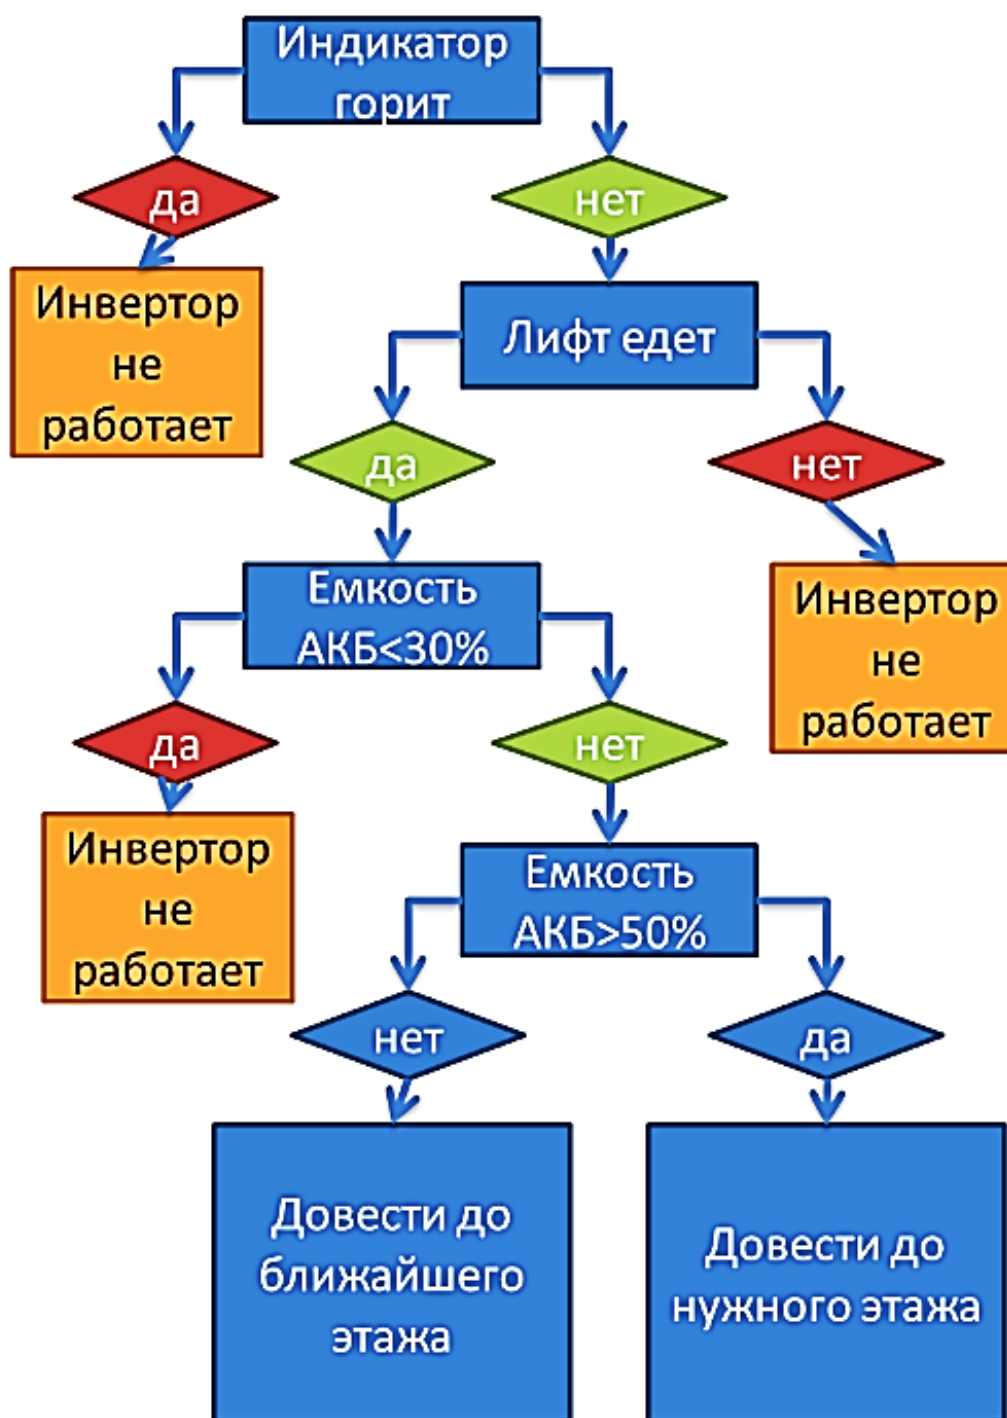 Индикатор
горит
да
нет
Инвертор
не
работает
Лифт едет
да
нет
Емкость
АКБ<30%
Инвертор
не
работает
да
нет
Инвертор
не
работает
Емкость
АКБ>50%
нет
да
Довести до
ближайшего
этажа
Довести до
нужного этажа